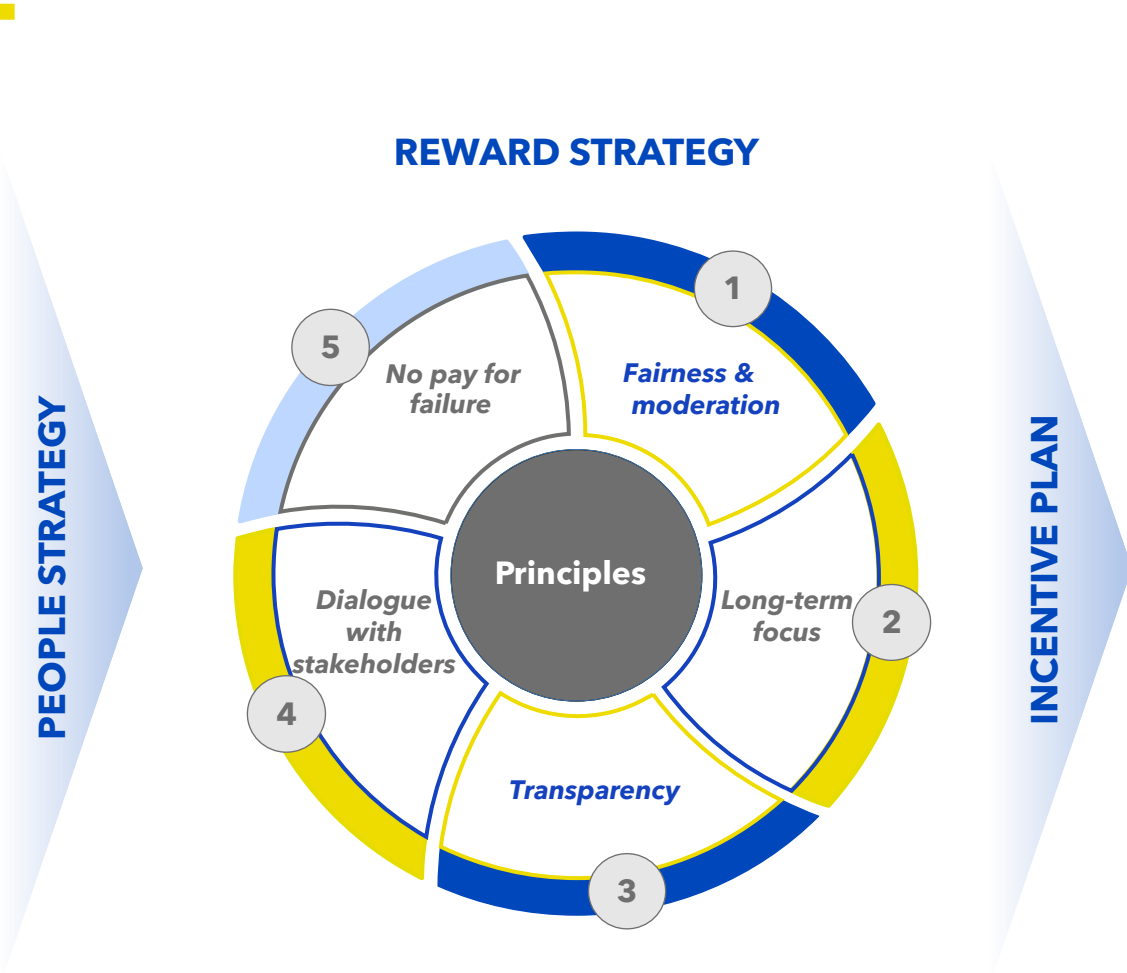 REWARD STRATEGY
PEOPLE STRATEGY
1
Fairness &
moderation
2
Long-term
focus
3
Transparency
4
Dialogue
with
stakeholders
5
No pay for
failure
Principles
INCENTIVE PLAN